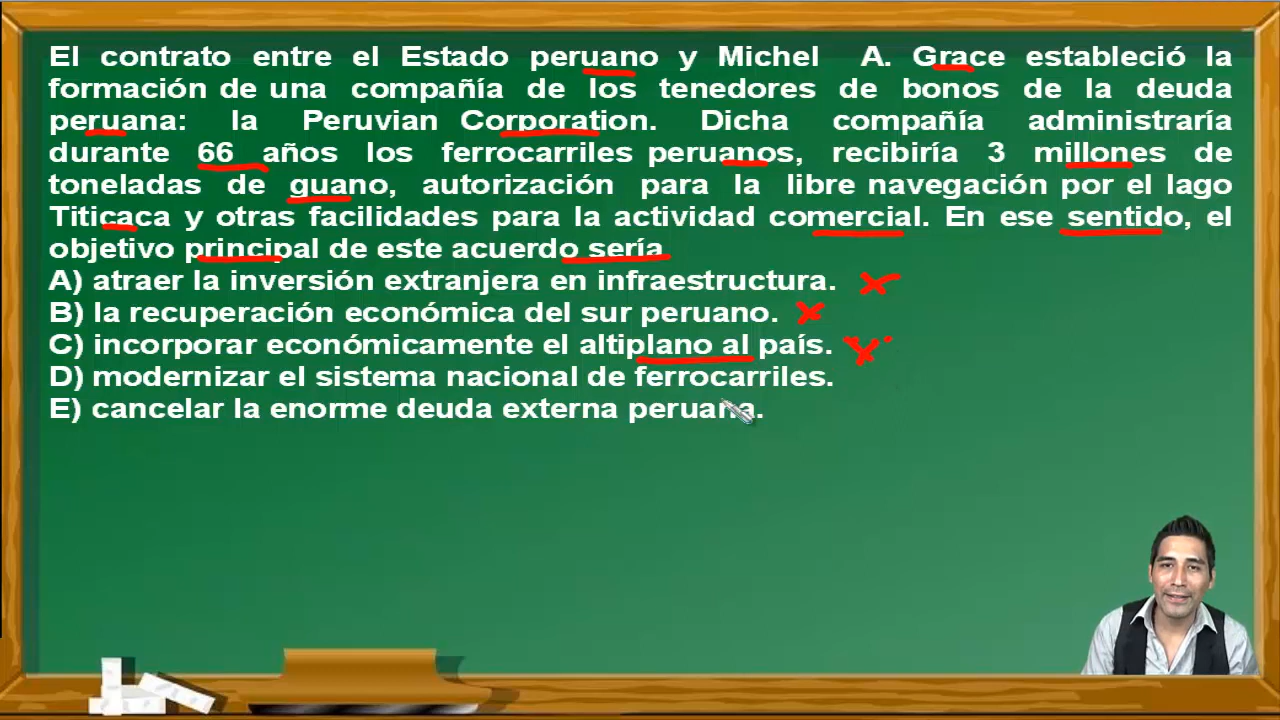 El contrato entre el Estado peruano y Michel A. Grace estableció la
formación de una compañía de los tenedores de bonos de la deuda
peruana: la Peruvian Corporation. Dicha compañía administraría
durante 66 años los ferrocarriles peruanos, recibiría 3 millones de
toneladas de guano, autorización para la libre navegación por el lago
Titicaca y otras facilidades para la actividad comercial. En ese sentido, el
objetivo principal de este acuerdo sería
A) atraer la inversión extranjera en infraestructura.
B) la recuperación económica del sur peruano.
C) incorporar económicamente el altiplano al país.
D) modernizar el sistema nacional de ferrocarriles.
E) cancelar la enorme deuda externa peruana.